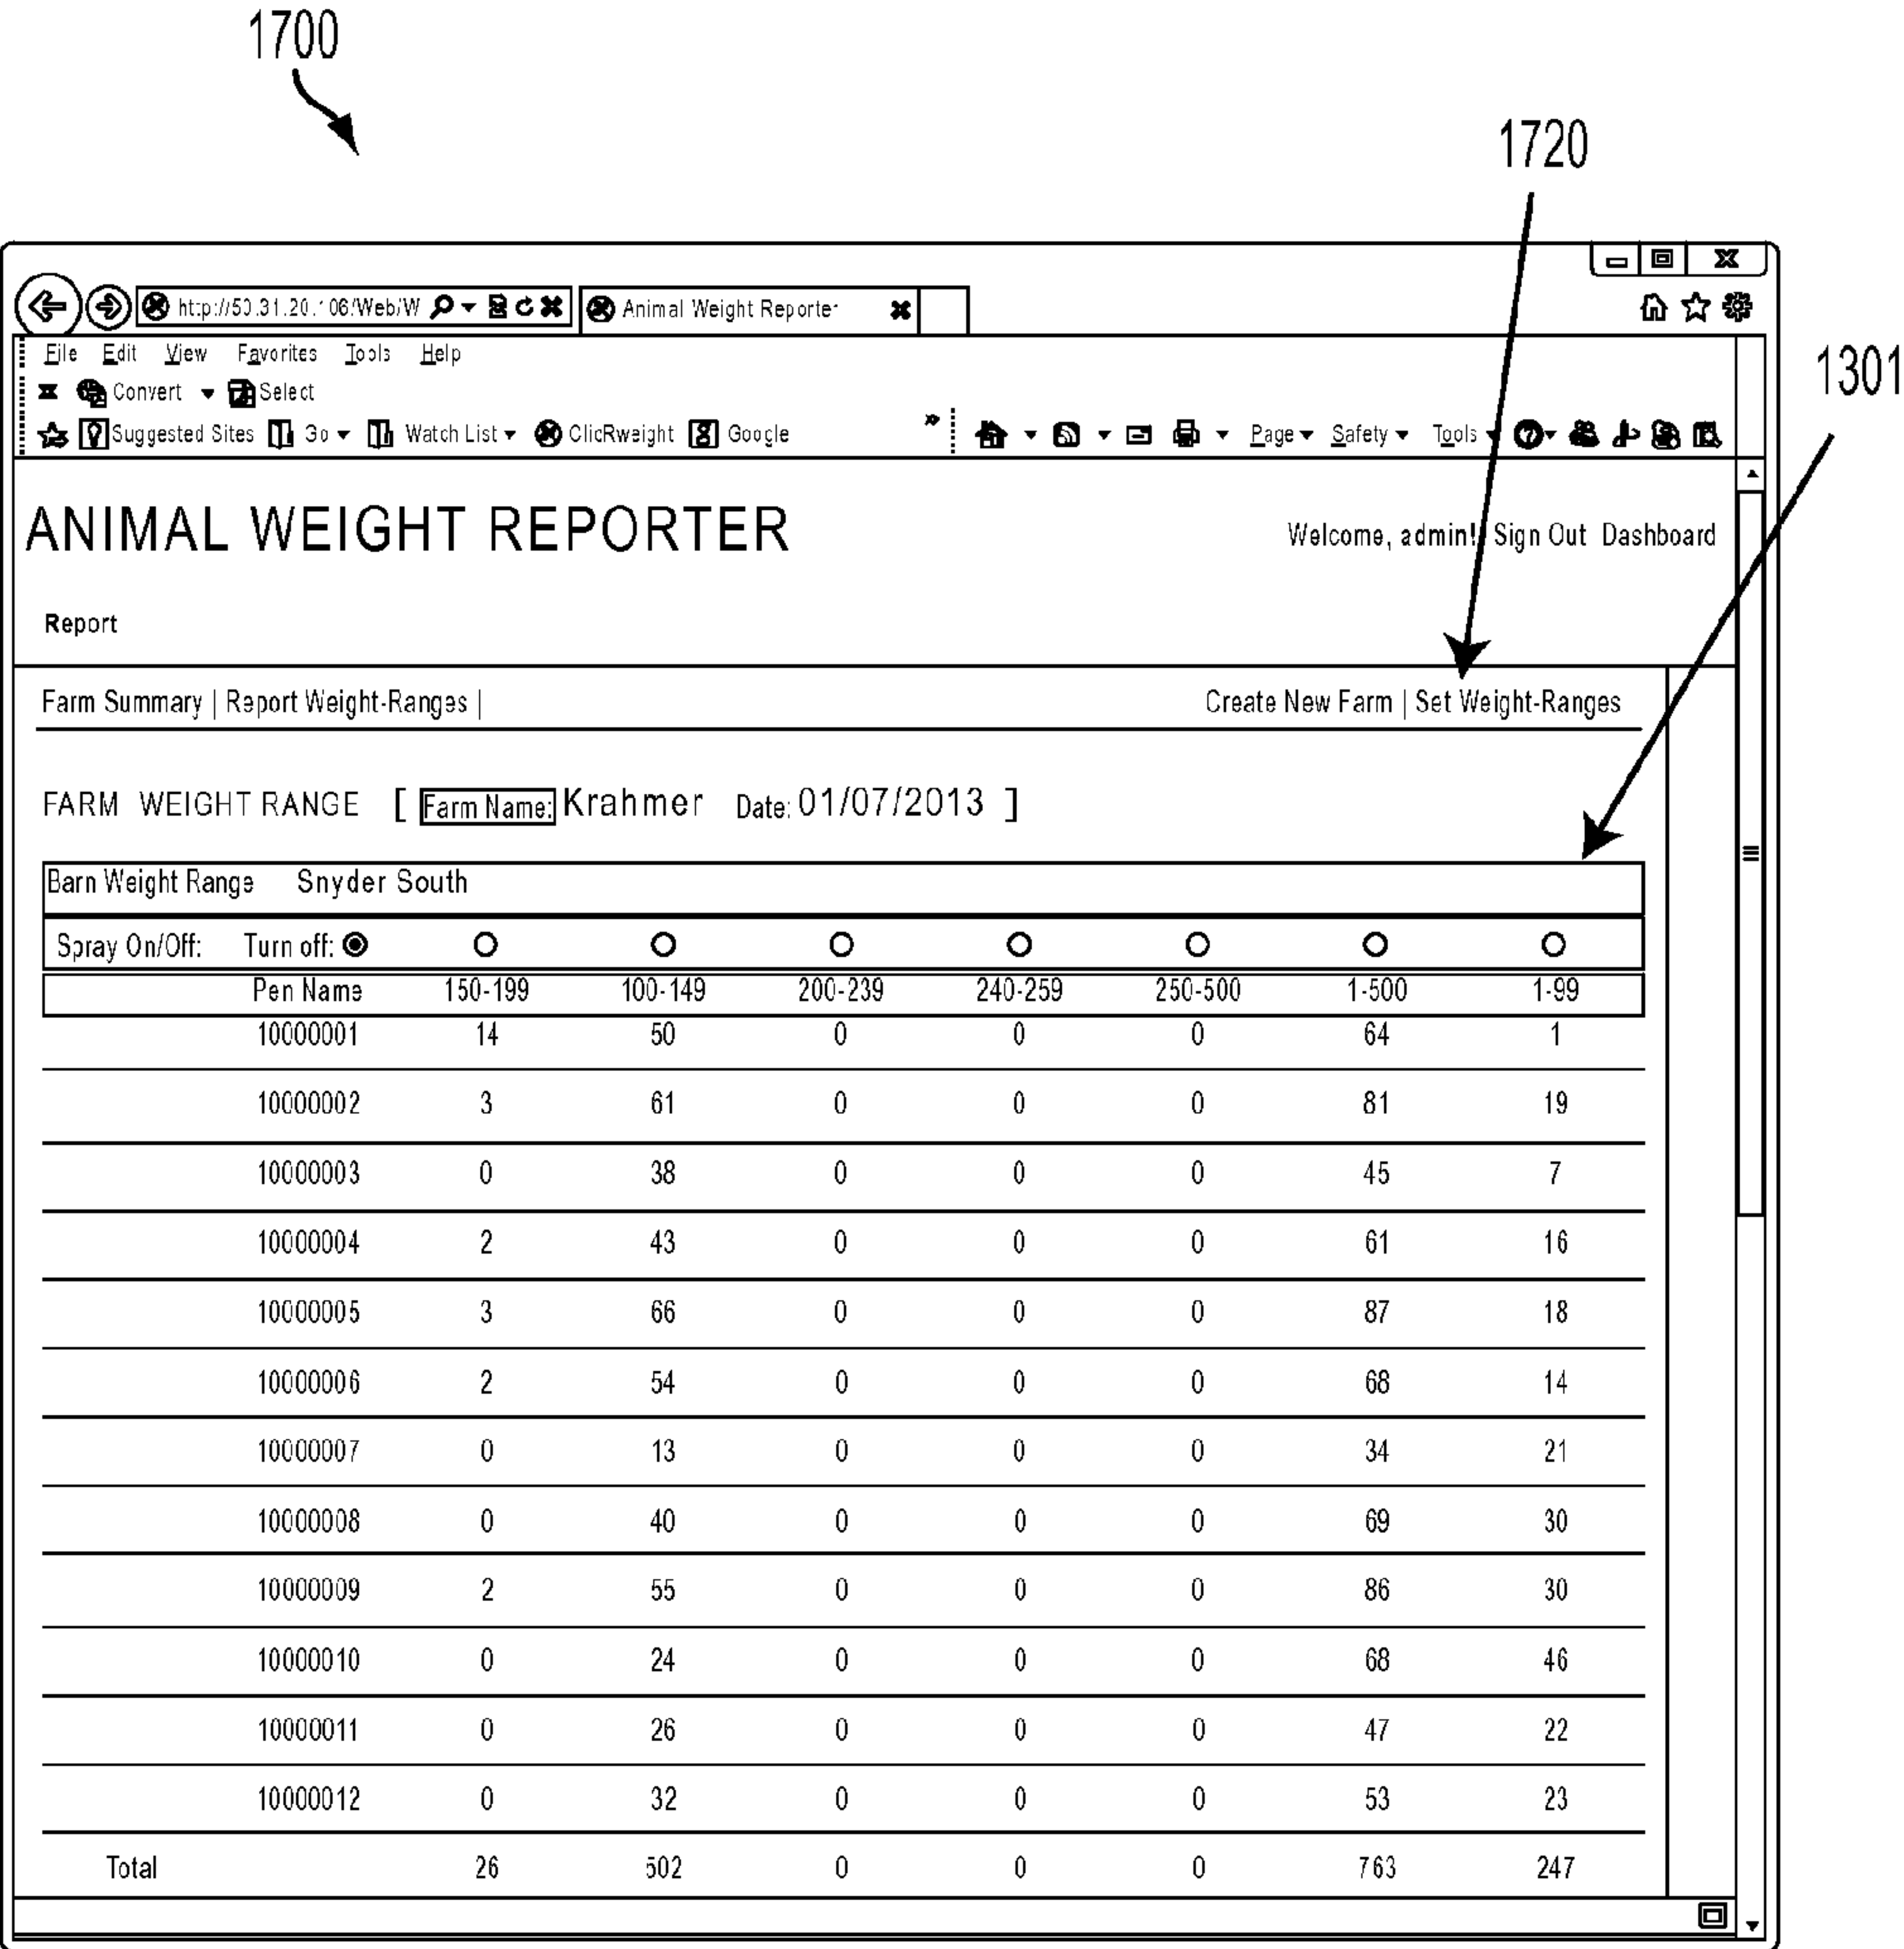 1700
1720
http://50.31.20.106/Web/W Animal Weight Reporter
File Edit View Favorites Tools Help
1301
Convert Select
Suggested Sites Go Watch List ClicRweight Google » Page Safety Tools
ANIMAL WEIGHT REPORTER Welcome, admin! Sign Out Dashboard
Report
Farm Summary | Report Weight-Ranges | Create New Farm | Set Weight-Ranges
FARM WEIGHT RANGE [ Farm Name: Krahmer Date: 01/07/2013 ]
Barn Weight Range Snyder South
Spray On/Off: Turn off:
Pen Name 150-199 100-149 200-239 240-259 250-500 1-500 1-99
10000001 14 50 0 0 0 64 1
10000002 3 61 0 0 0 81 19
10000003 0 38 0 0 0 45 7
10000004 2 43 0 0 0 61 16
10000005 3 66 0 0 0 87 18
10000006 2 54 0 0 0 68 14
10000007 0 13 0 0 0 34 21
10000008 0 40 0 0 0 69 30
10000009 2 55 0 0 0 86 30
10000010 0 24 0 0 0 68 46
10000011 0 26 0 0 0 47 22
10000012 0 32 0 0 0 53 23
Total 26 502 0 0 0 763 247